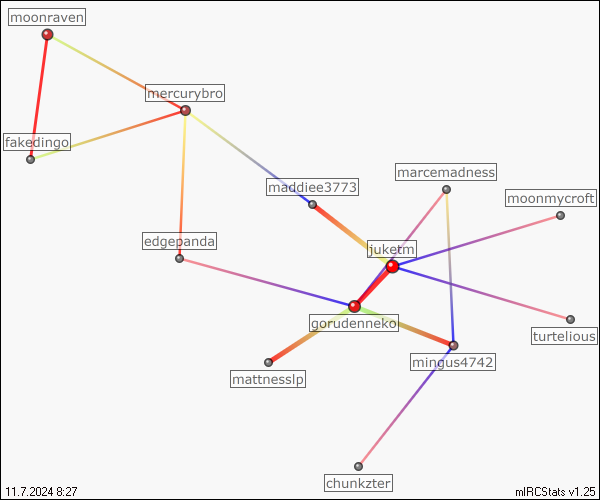 moonraven
mercurybro
fakedingo
marcemadness
maddiee3773
moonmycroft
edgepanda
juketm
gorudenneko
turtelious
mingus4742
mattnesslp
chunkzter
11.7.2024 8:27
mIRCStats v1.25